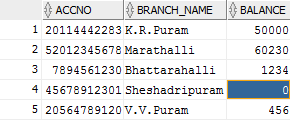 ACCNO BRANCH_NAME BALANCE
1 20114442283 K.R.Puram 50000
2 52012345678 Marathalli 60230
3 7894561230 Bhattarahalli 1234
4 45678912301 Sheshadripuram 0
5 20564789120 V.V.Puram 456